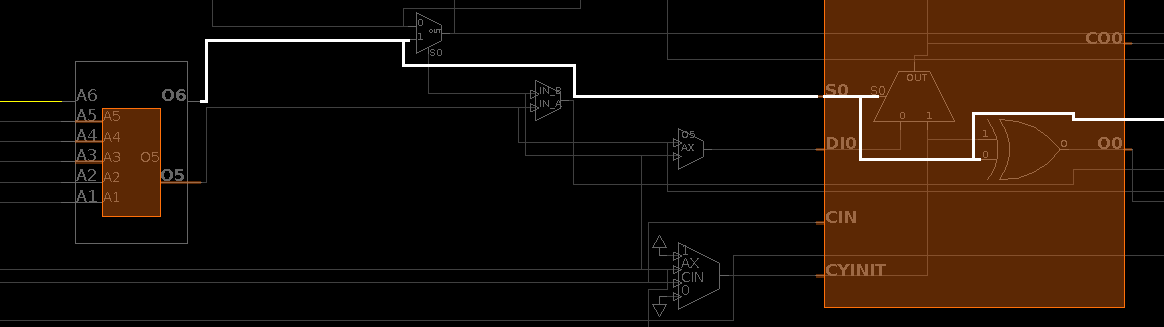 0
OUT
1
S0
CO0
OUT
A6
O6
IN_B
S0
S0
IN_A
A5
A5
0
1
A4
A4
O5
AX
DI0
1
0
O
O0
A3
A3
O5
0
A2
A2
O5
A1
A1
CIN
1
AX
CIN
0
CYINIT